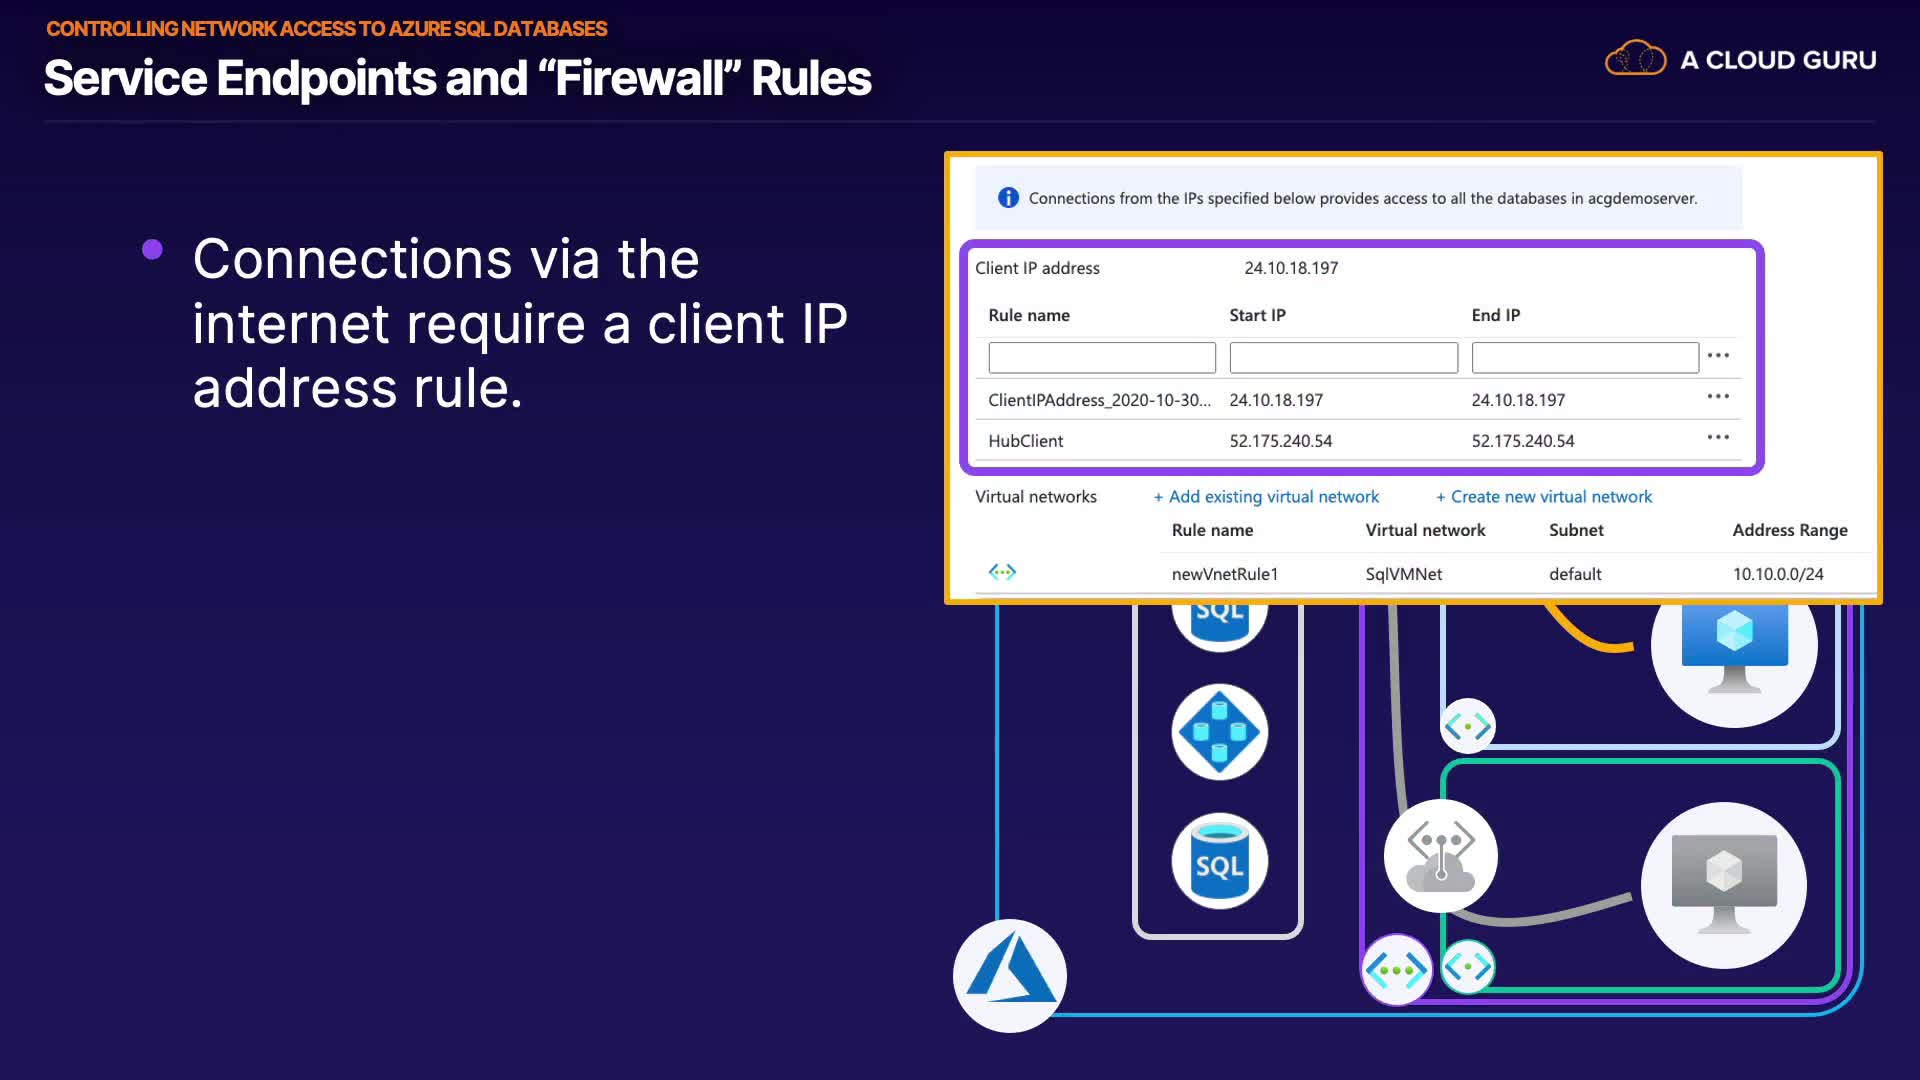 CONTROLLING NETWORK ACCESS TO AZURE SQL DATABASES
Service Endpoints and “Firewall” Rules
A CLOUD GURU
Connections via the
internet require a client IP
address rule.
Connections from the IPs specified below provides access to all the databases in acgdemoserver.
Client IP address 24.10.18.197
Rule name Start IP End IP
ClientIPAddress_2020-10-30... 24.10.18.197 24.10.18.197
HubClient 52.175.240.54 52.175.240.54
Virtual networks + Add existing virtual network + Create new virtual network
Rule name Virtual network Subnet Address Range
newVnetRule1 SqlVMNet default 10.10.0.0/24
SQL
SQL